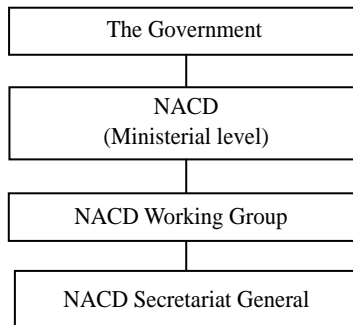 The Government
NACD
(Ministerial level)
NACD Working Group
NACD Secretariat General